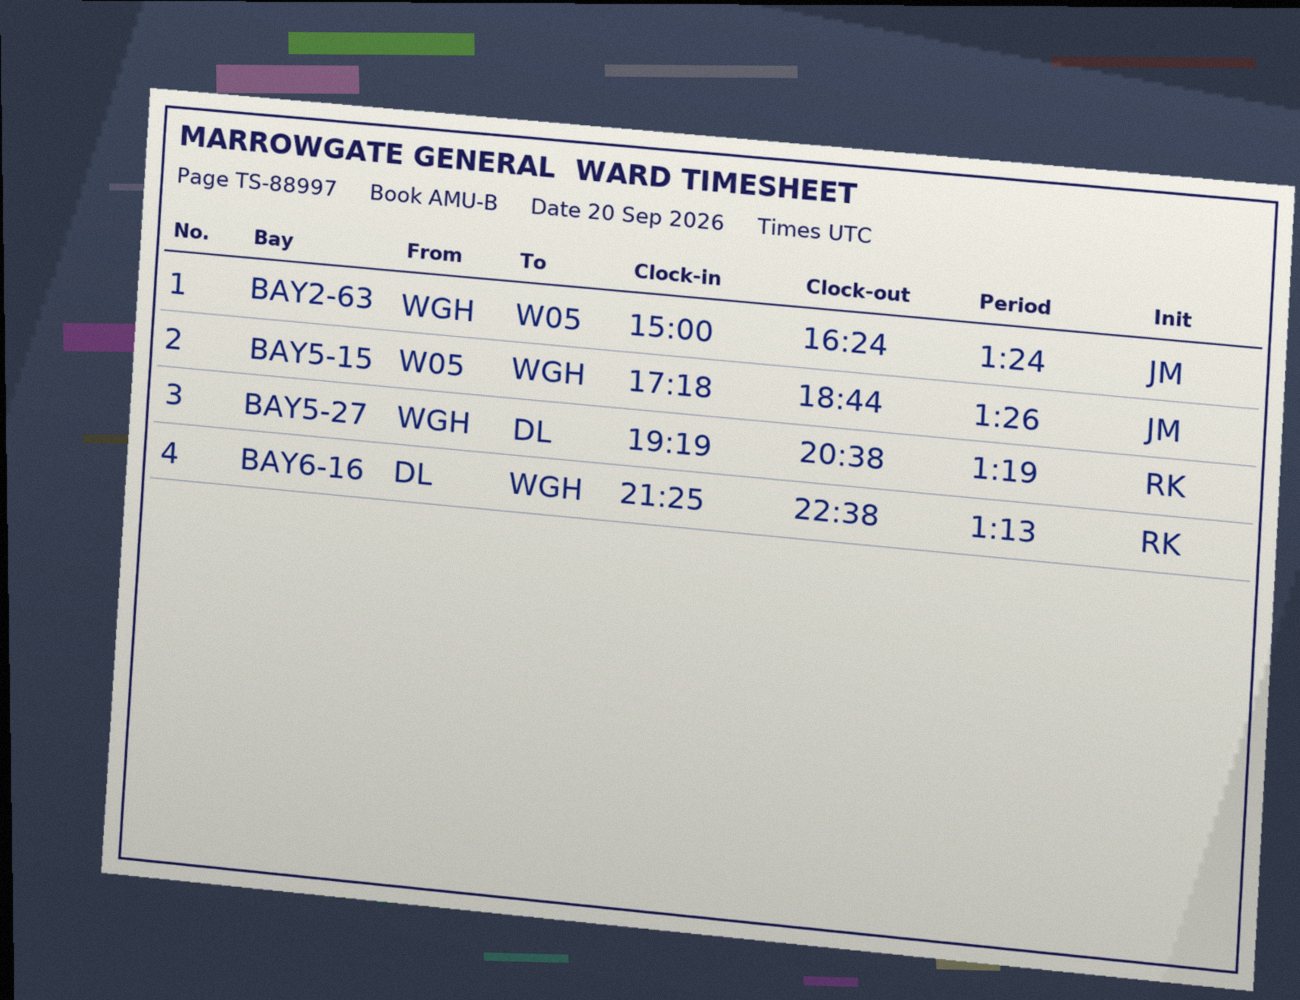 MARROWGATE GENERAL WARD TIMESHEET
Page TS-88997 Book AMU-B Date 20 Sep 2026 Times UTC
No. Bay From To Clock-in Clock-out Period Init
1 BAY2-63 WGH W05 15:00 16:24 1:24 JM
2 BAY5-15 W05 WGH 17:18 18:44 1:26 JM
3 BAY5-27 WGH DL 19:19 20:38 1:19 RK
4 BAY6-16 DL WGH 21:25 22:38 1:13 RK